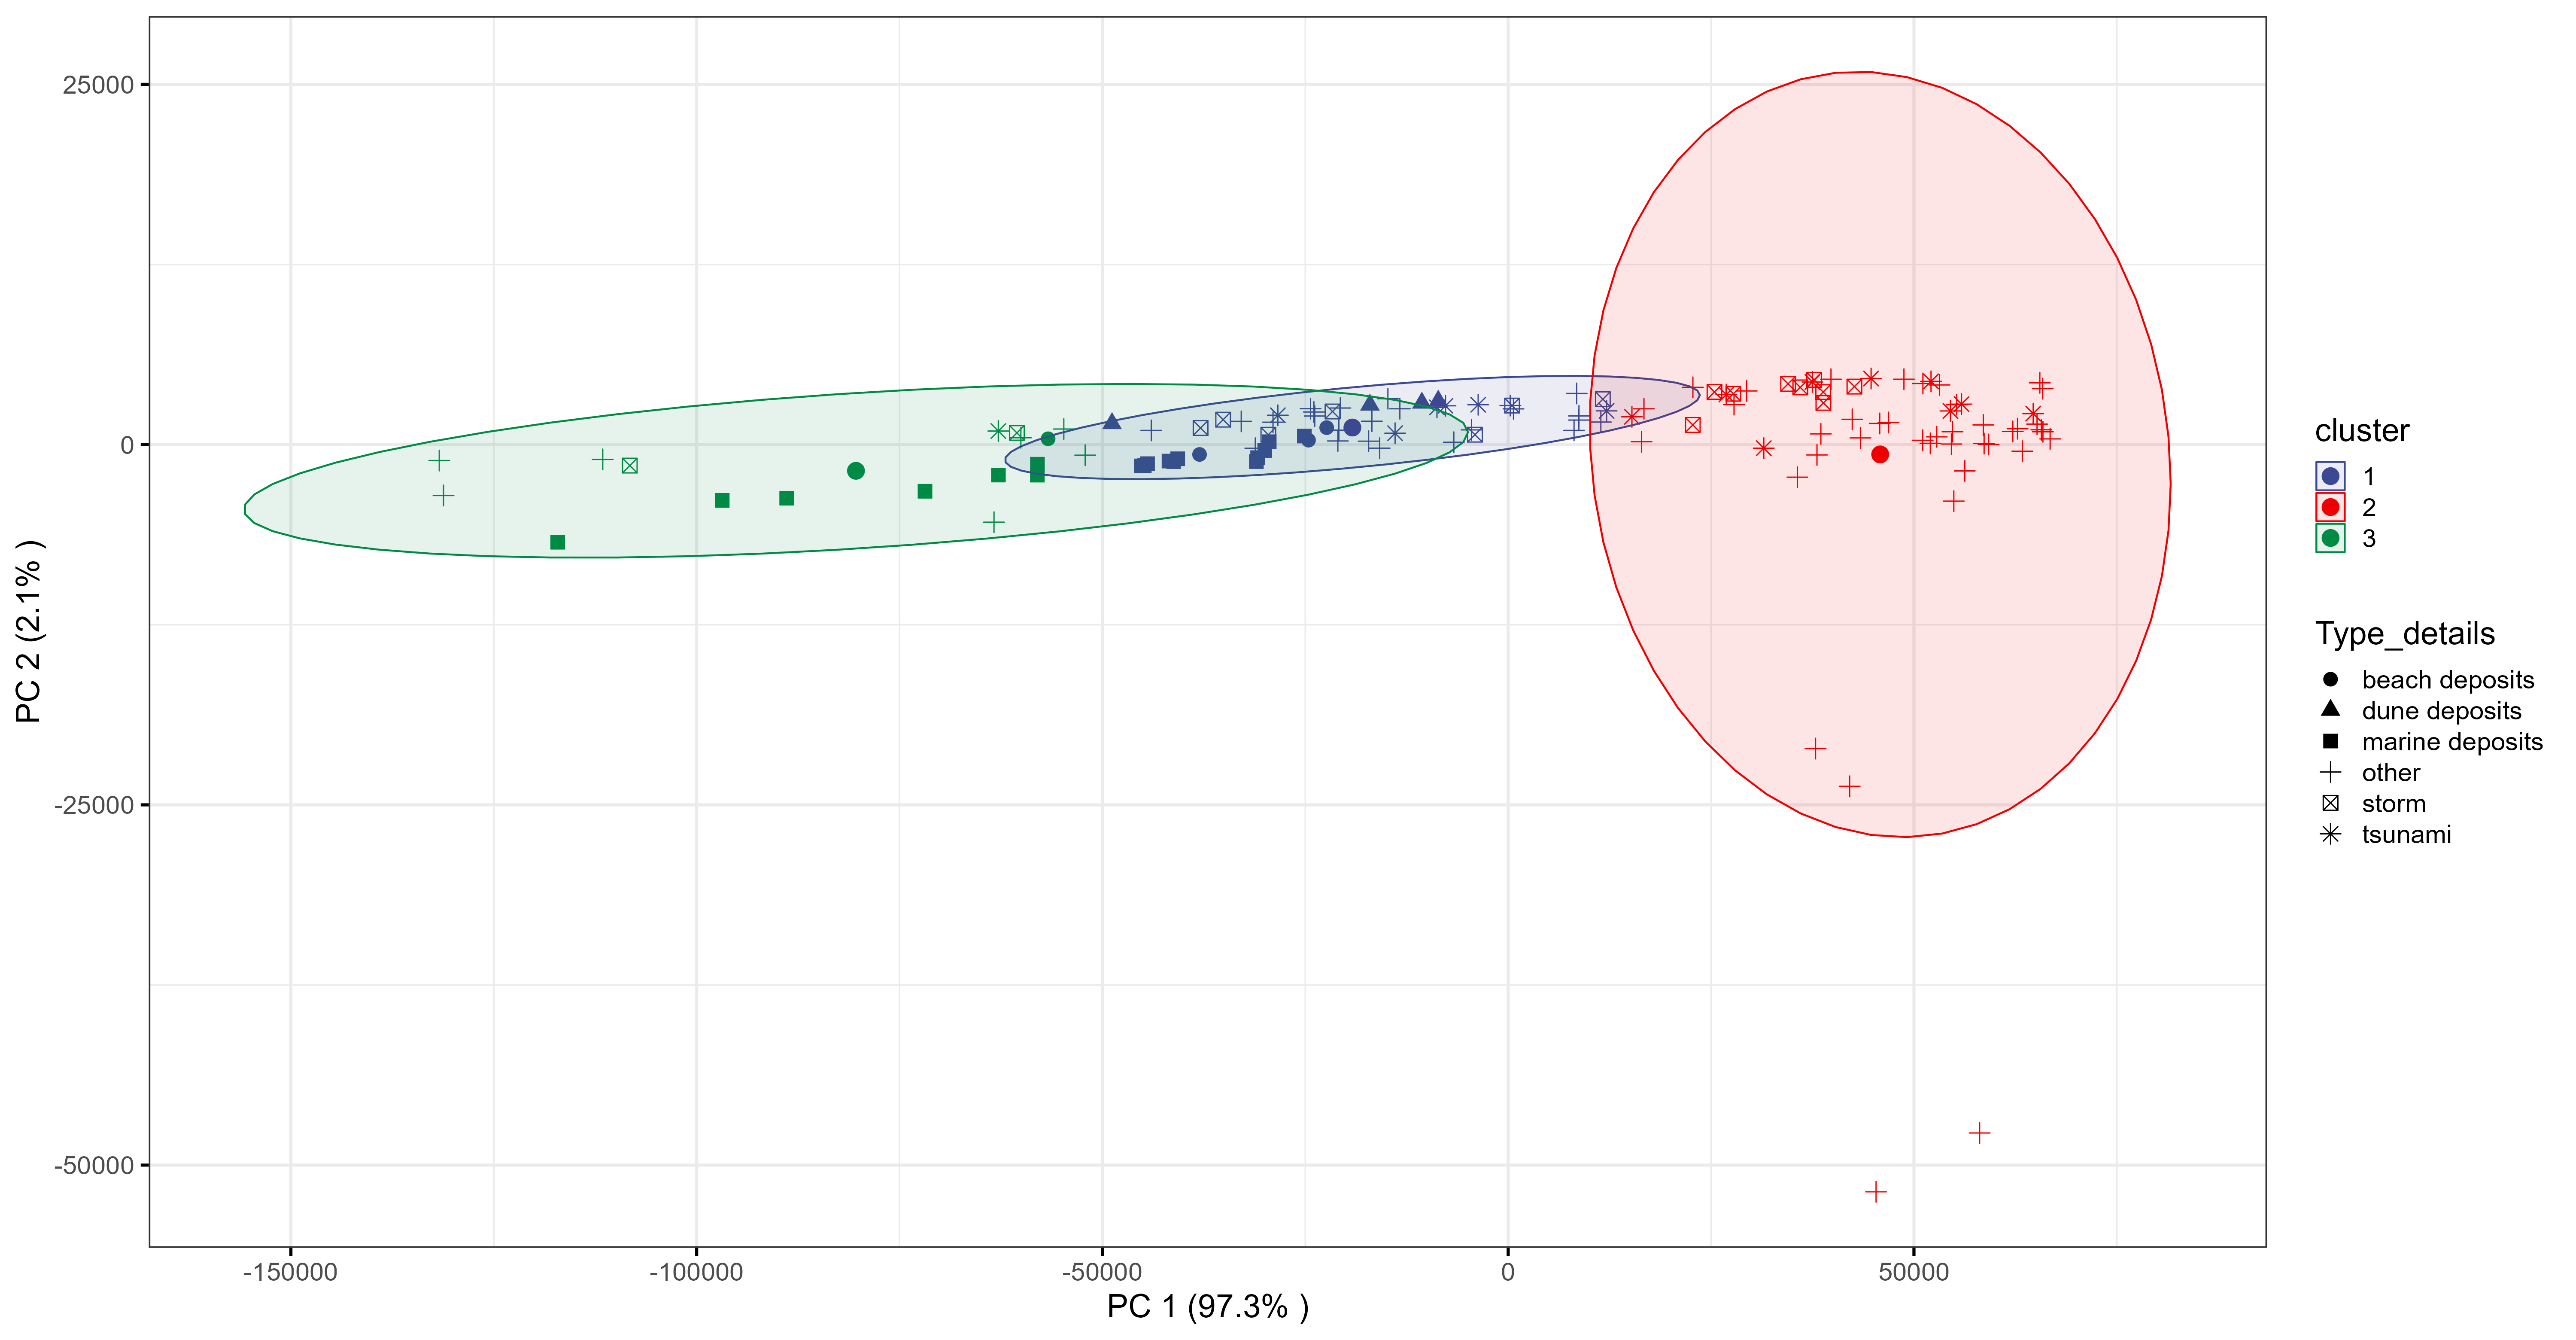 25000
0
-25000
-50000
PC 2 (2.1% )
-150000
-100000
-50000
0
50000
PC 1 (97.3% )
cluster
1
2
3
Type_details
beach deposits
dune deposits
marine deposits
other
storm
tsunami